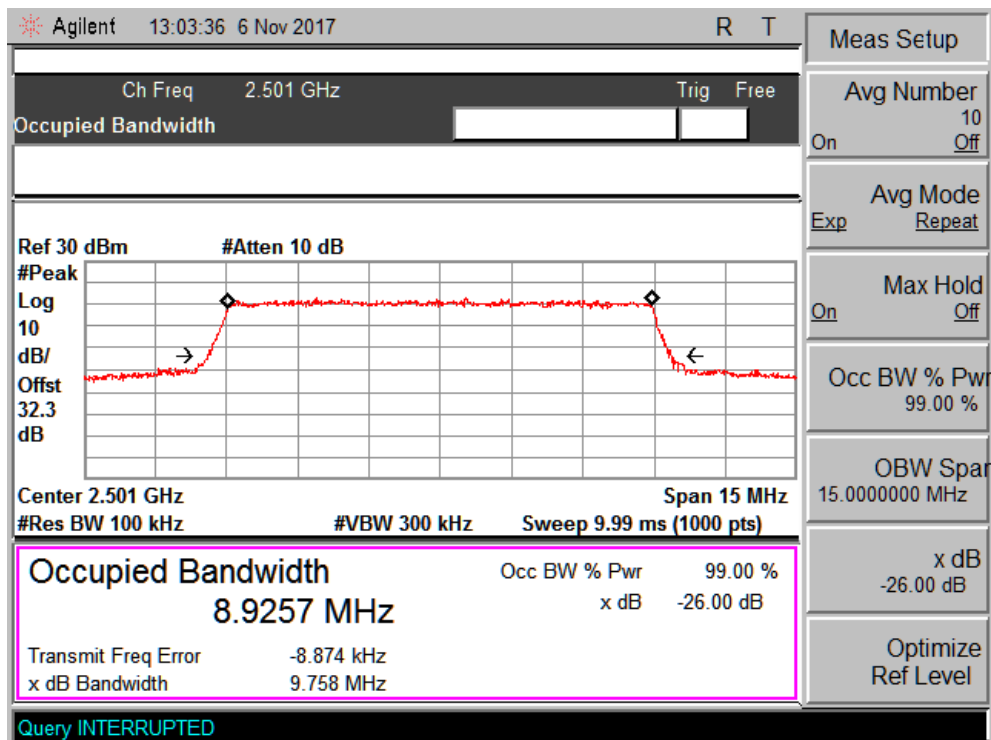 Agilent 13:03:36 6 Nov 2017 R T
Ch Freq 2.501 GHz Trig Free
Occupied Bandwidth
Ref 30 dBm #Atten 10 dB
#Peak
Log
10
dB/
Offst
32.3
dB
Center 2.501 GHz Span 15 MHz
#Res BW 100 kHz #VBW 300 kHz Sweep 9.99 ms (1000 pts)
Occupied Bandwidth Occ BW % Pwr 99.00 %
8.9257 MHz x dB -26.00 dB
Transmit Freq Error -8.874 kHz
x dB Bandwidth 9.758 MHz
Query INTERRUPTED
Meas Setup
Avg Number
10
On Off
Avg Mode
Exp Repeat
Max Hold
On Off
Occ BW % Pwr
99.00 %
OBW Span
15.0000000 MHz
x dB
-26.00 dB
Optimize
Ref Level